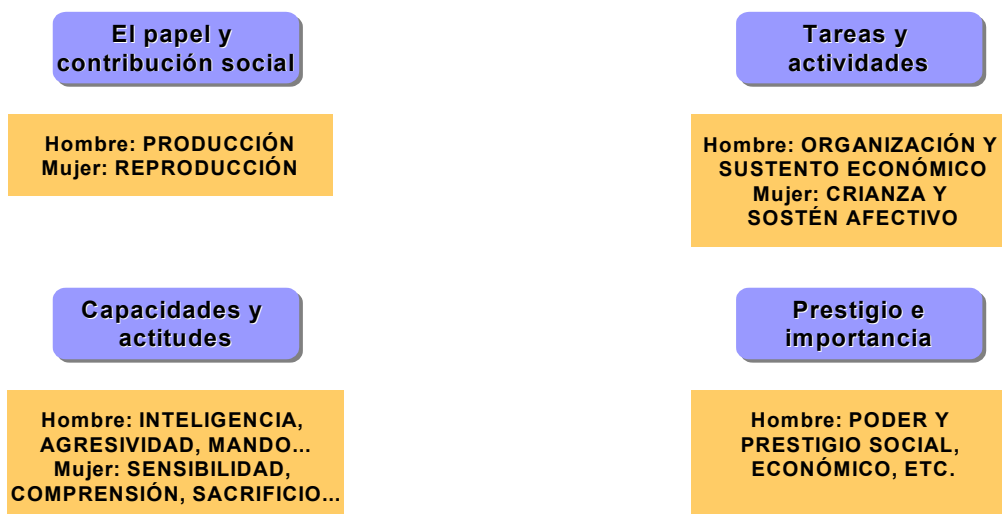 El papel y
contribución social
Hombre: PRODUCCIÓN
Mujer: REPRODUCCIÓN
Tareas y
actividades
Hombre: ORGANIZACIÓN Y
SUSTENTO ECONÓMICO
Mujer: CRIANZA Y
SOSTÉN AFECTIVO
Capacidades y
actitudes
Hombre: INTELIGENCIA,
AGRESIVIDAD, MANDO...
Mujer: SENSIBILIDAD,
COMPRENSIÓN, SACRIFICIO...
Prestigio e
importancia
Hombre: PODER Y
PRESTIGIO SOCIAL,
ECONÓMICO, ETC.